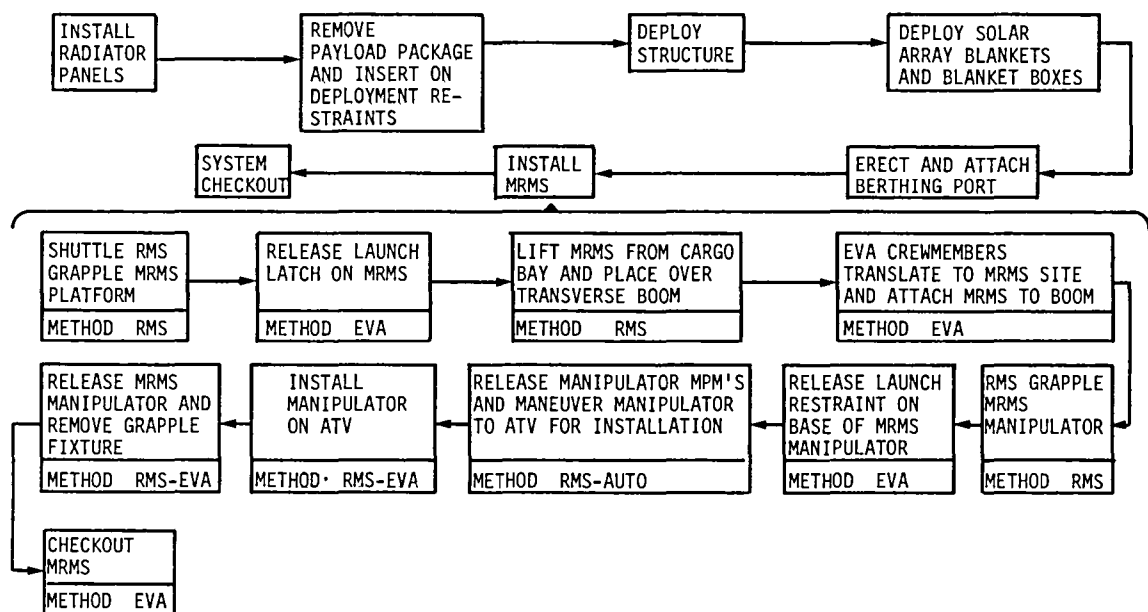 INSTALL
RADIATOR
PANELS
REMOVE
PAYLOAD PACKAGE
AND INSERT ON
DEPLOYMENT RE-
STRAINTS
DEPLOY
STRUCTURE
DEPLOY SOLAR
ARRAY BLANKETS
AND BLANKET BOXES
ERECT AND ATTACH
BERTHING PORT
INSTALL
MRMS
SYSTEM
CHECKOUT
SHUTTLE RMS
GRAPPLE MRMS
PLATFORM
METHOD RMS
RELEASE LAUNCH
LATCH ON MRMS
METHOD EVA
LIFT MRMS FROM CARGO
BAY AND PLACE OVER
TRANSVERSE BOOM
METHOD RMS
EVA CREWMEMBERS
TRANSLATE TO MRMS SITE
AND ATTACH MRMS TO BOOM
METHOD EVA
RMS GRAPPLE
MRMS
MANIPULATOR
METHOD RMS
RELEASE LAUNCH
RESTRAINT ON
BASE OF MRMS
MANIPULATOR
METHOD EVA
RELEASE MANIPULATOR MPM'S
AND MANEUVER MANIPULATOR
TO ATV FOR INSTALLATION
METHOD RMS-AUTO
INSTALL
MANIPULATOR
ON ATV
METHOD· RMS-EVA
RELEASE MRMS
MANIPULATOR AND
REMOVE GRAPPLE
FIXTURE
METHOD RMS-EVA
CHECKOUT
MRMS
METHOD EVA